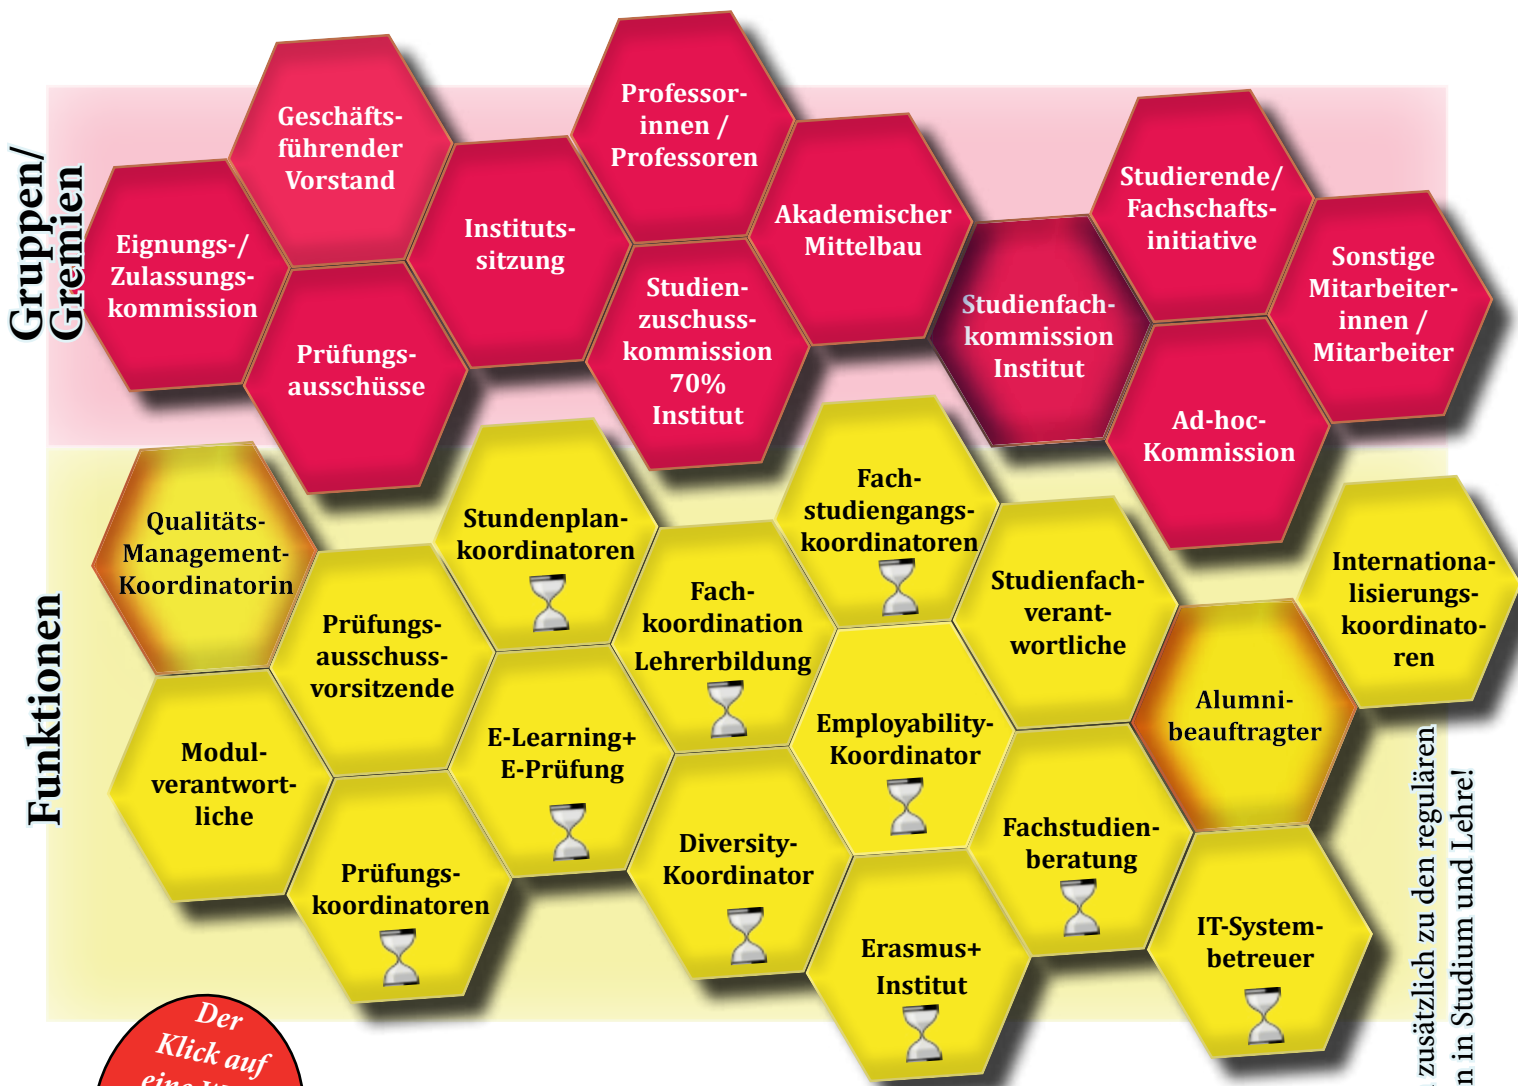 Gruppen/
Gremien
Eignungs-/
Zulassungs-
kommission
Geschäfts-
führender
Vorstand
Prüfungs-
ausschüsse
Instituts-
sitzung
Professor-
innen /
Professoren
Studien-
zuschuss-
kommission
70%
Institut
Akademischer
Mittelbau
Studienfach-
kommission
Institut
Studierende/
Fachschafts-
initiative
Ad-hoc-
Kommission
Sonstige
Mitarbeiter-
innen /
Mitarbeiter
Funktionen
Qualitäts-
Management-
Koordinatorin
Modul-
verantwort-
liche
Prüfungs-
ausschuss-
vorsitzende
Prüfungs-
koordinatoren
Stundenplan-
koordinatoren
E-Learning+
E-Prüfung
Fach-
koordination
Lehrerbildung
Diversity-
Koordinator
Fach-
studiengangs-
koordinatoren
Employability-
Koordinator
Erasmus+
Institut
Studienfach-
verant-
wortliche
Fachstudien-
beratung
Alumni-
beauftragter
IT-System-
betreuer
Internationa-
lisierungs-
koordinato-
ren
zusätzlich zu den regulären
in Studium und Lehre!
Der
Klick auf
eine